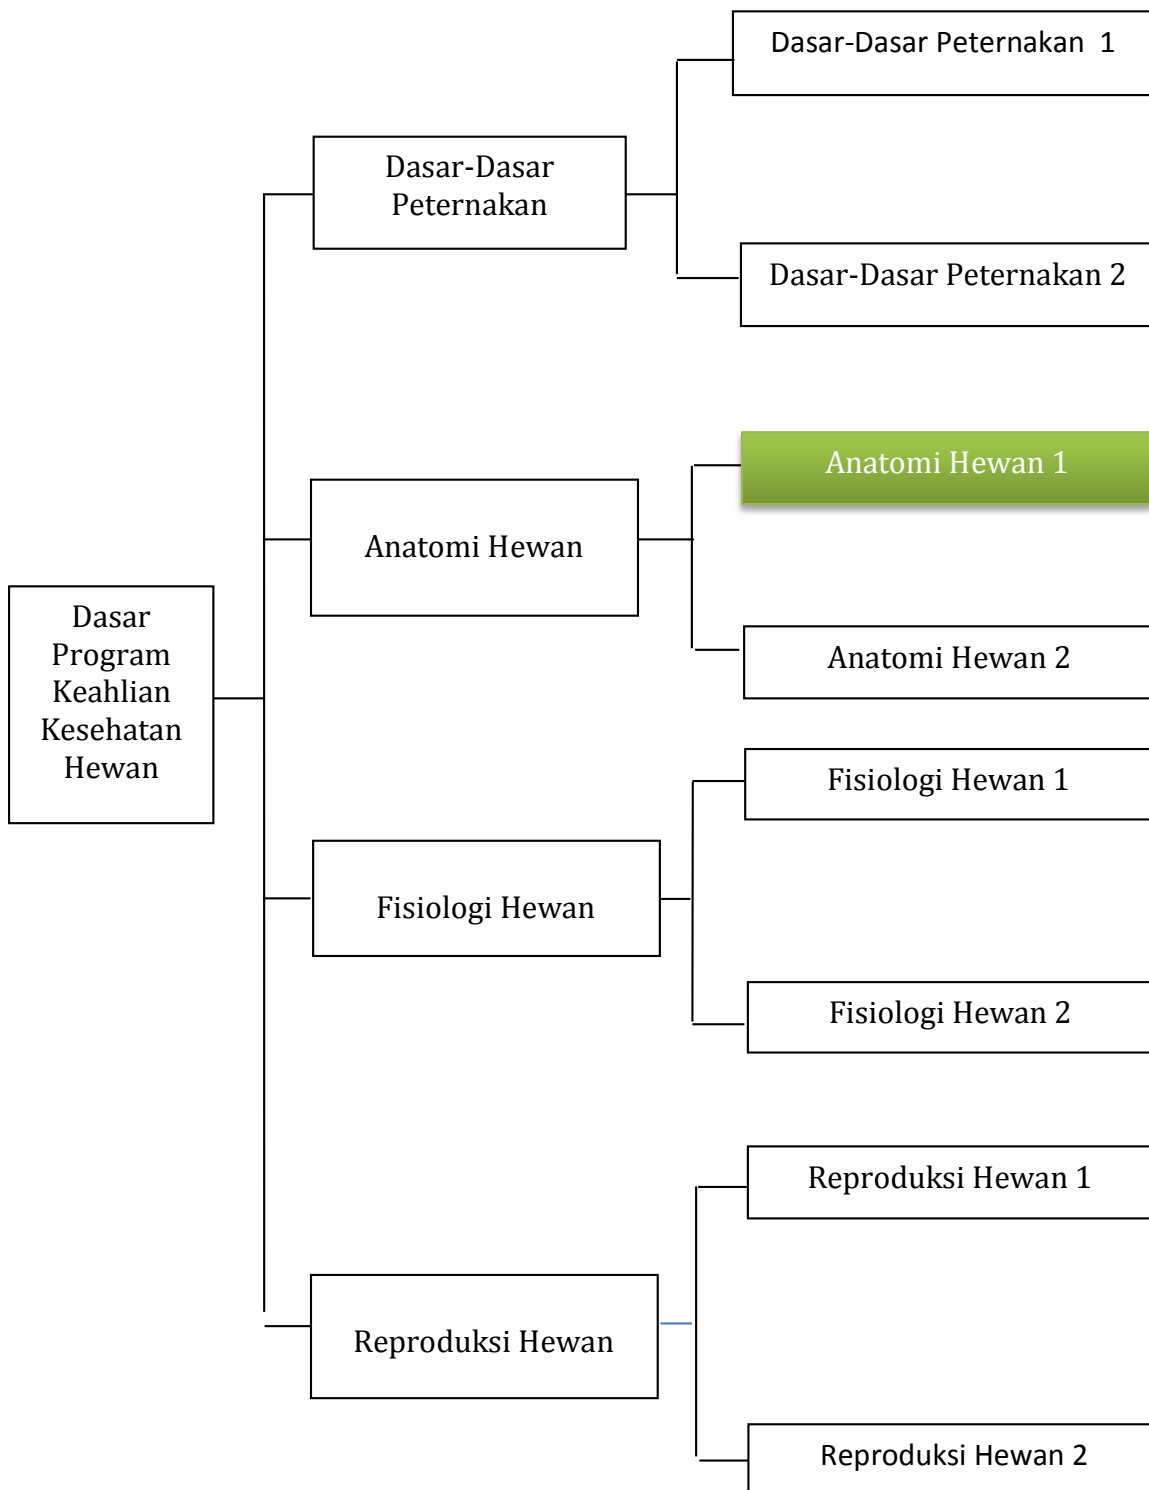 Dasar-Dasar Peternakan 1
Dasar-Dasar
Peternakan
Dasar-Dasar Peternakan 2
Anatomi Hewan 1
Anatomi Hewan
Anatomi Hewan 2
Dasar
Program
Keahlian
Kesehatan
Hewan
Fisiologi Hewan 1
Fisiologi Hewan
Fisiologi Hewan 2
Reproduksi Hewan 1
Reproduksi Hewan
Reproduksi Hewan 2